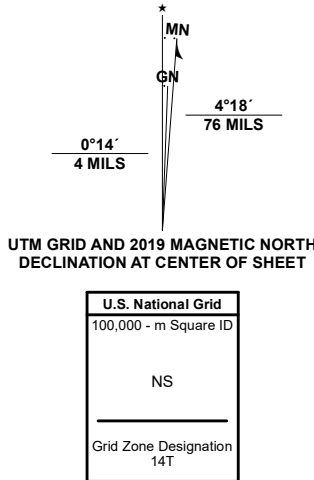 ★
MN
GN
4°18´
76 MILS
0°14´
4 MILS
UTM GRID AND 2019 MAGNETIC NORTH
DECLINATION AT CENTER OF SHEET
U.S. National Grid
100,000 - m Square ID
NS
Grid Zone Designation
14T